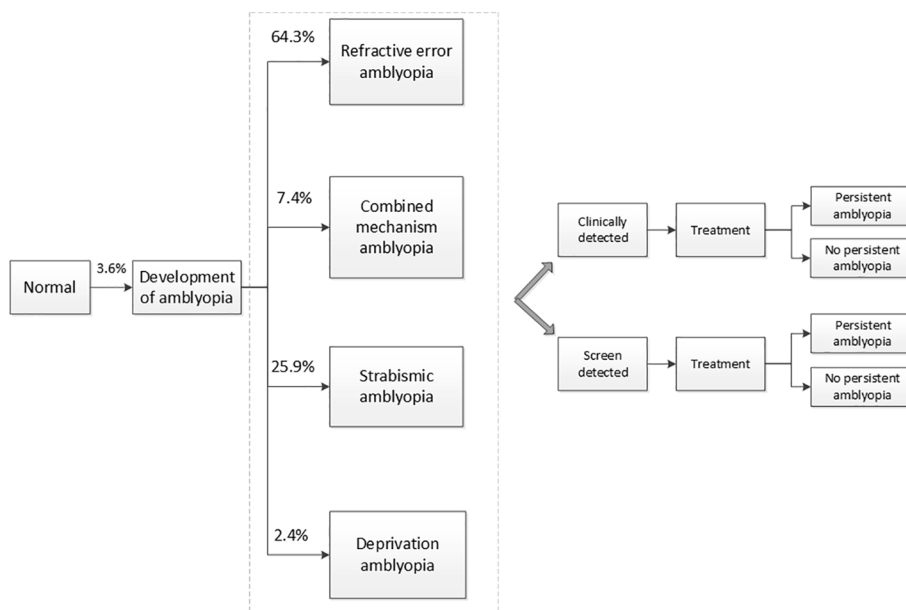 Normal
3.6%
Development
of amblyopia
64.3%
Refractive error
amblyopia
7.4%
Combined
mechanism
amblyopia
25.9%
Strabismic
amblyopia
2.4%
Deprivation
amblyopia
Clinically
detected
Treatment
Persistent
amblyopia
No persistent
amblyopia
Screen
detected
Treatment
Persistent
amblyopia
No persistent
amblyopia